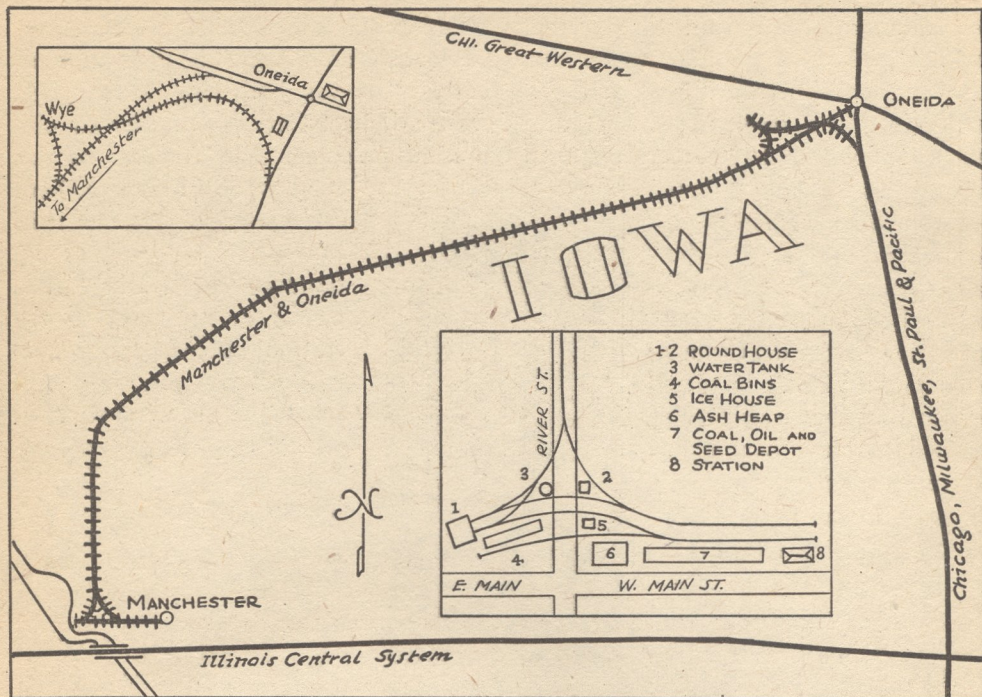 CHI. Great Western
ONEIDA
Oneida
Wye
To Manchester
IOWA
Manchester & Oneida
Chicago, Milwaukee, St. Paul & Pacific
RIVER ST.
1-2 ROUND HOUSE
3 WATER TANK
4 COAL BINS
5 ICE HOUSE
6 ASH HEAP
7 COAL, OIL AND
SEED DEPOT
8 STATION
3
2
1
5
4
6
7
8
E. MAIN
W. MAIN ST.
N
MANCHESTER
Illinois Central System